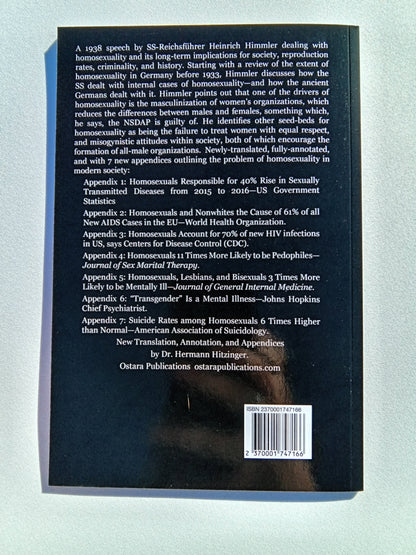 A 1938 speech by SS-Reichsführer Heinrich Himmler dealing with
homosexuality and its long-term implications for society, reproduction
rates, criminality, and history. Starting with a review of the extent of
homosexuality in Germany before 1933, Himmler discusses how the
SS dealt with internal cases of homosexuality—and how the ancient
Germans dealt with it. Himmler points out that one of the drivers of
homosexuality is the masculinization of women's organizations, which
reduces the differences between males and females, something which,
he says, the NSDAP is guilty of. He identifies other seed-beds for
homosexuality as being the failure to treat women with equal respect,
and misogynistic attitudes within society, both of which encourage the
formation of all-male organizations. Newly-translated, fully-annotated,
and with 7 new appendices outlining the problem of homosexuality in
modern society:
Appendix 1: Homosexuals Responsible for 40% Rise in Sexually
Transmitted Diseases from 2015 to 2016—US Government
Statistics
Appendix 2: Homosexuals and Nonwhites the Cause of 61% of all
New AIDS Cases in the EU—World Health Organization.
Appendix 3: Homosexuals Account for 70% of new HIV infections
in US, says Centers for Disease Control (CDC).
Appendix 4: Homosexuals 11 Times More Likely to be Pedophiles—
Journal of Sex Marital Therapy.
Appendix 5: Homosexuals, Lesbians, and Bisexuals 3 Times More
Likely to be Mentally Ill—Journal of General Internal Medicine.
Appendix 6: "Transgender" Is a Mental Illness—Johns Hopkins
Chief Psychiatrist.
Appendix 7: Suicide Rates among Homosexuals 6 Times Higher
than Normal—American Association of Suicidology.
New Translation, Annotation, and Appendices
by Dr. Hermann Hitzinger.
Ostara Publications ostarapublications.com
ISBN 2370001747166
2 370001 747166